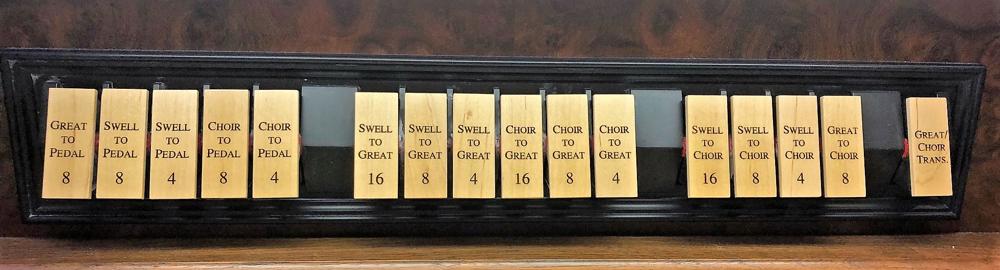 GREAT
TO
PEDAL
8
SWELL
TO
PEDAL
8
SWELL
TO
PEDAL
4
CHOIR
TO
PEDAL
8
CHOIR
TO
PEDAL
4
SWELL
TO
GREAT
16
SWELL
TO
GREAT
8
SWELL
TO
GREAT
4
CHOIR
TO
GREAT
16
CHOIR
TO
GREAT
8
CHOIR
TO
GREAT
4
SWELL
TO
CHOIR
16
SWELL
TO
CHOIR
8
SWELL
TO
CHOIR
4
GREAT
TO
CHOIR
8
GREAT/
CHOIR
TRANS.